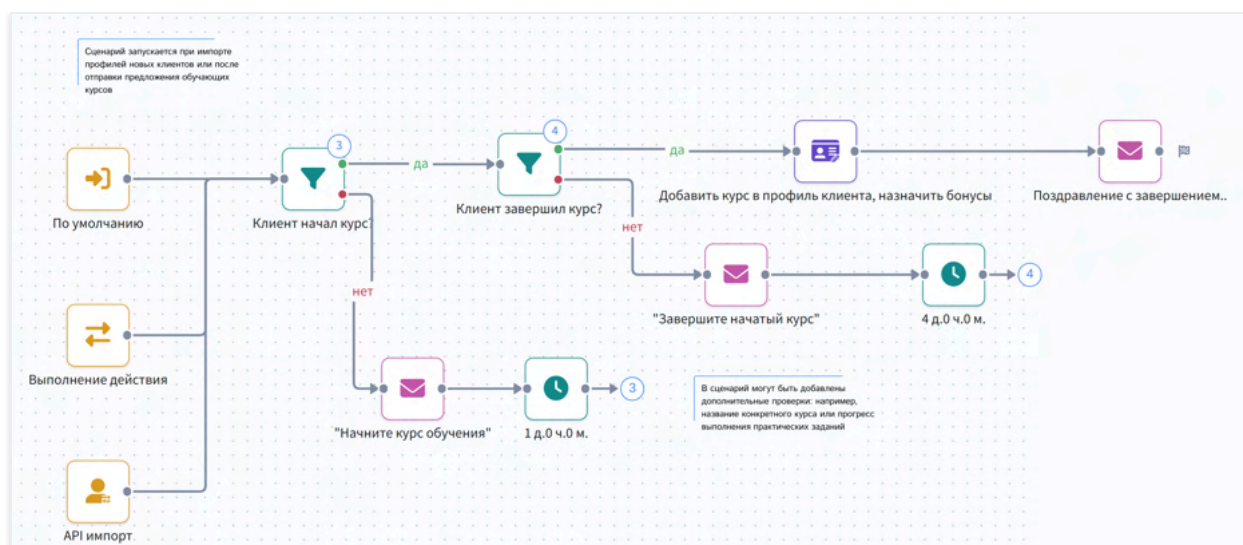 Сценарий запускается при импорте
профилей новых клиентов или после
отправки предложения обучающих
курсов
3
4
да
да
По умолчанию
Клиент начал курс?
Клиент завершил курс?
Добавить курс в профиль клиента, назначить бонусы
Поздравление с завершением..
нет
нет
4
"Завершите начатый курс"
4 д.0 ч.0 м.
Выполнение действия
3
"Начните курс обучения"
1 д.0 ч.0 м.
В сценарий могут быть добавлены
дополнительные проверки: например,
название конкретного курса или прогресс
выполнения практических заданий
API импорт